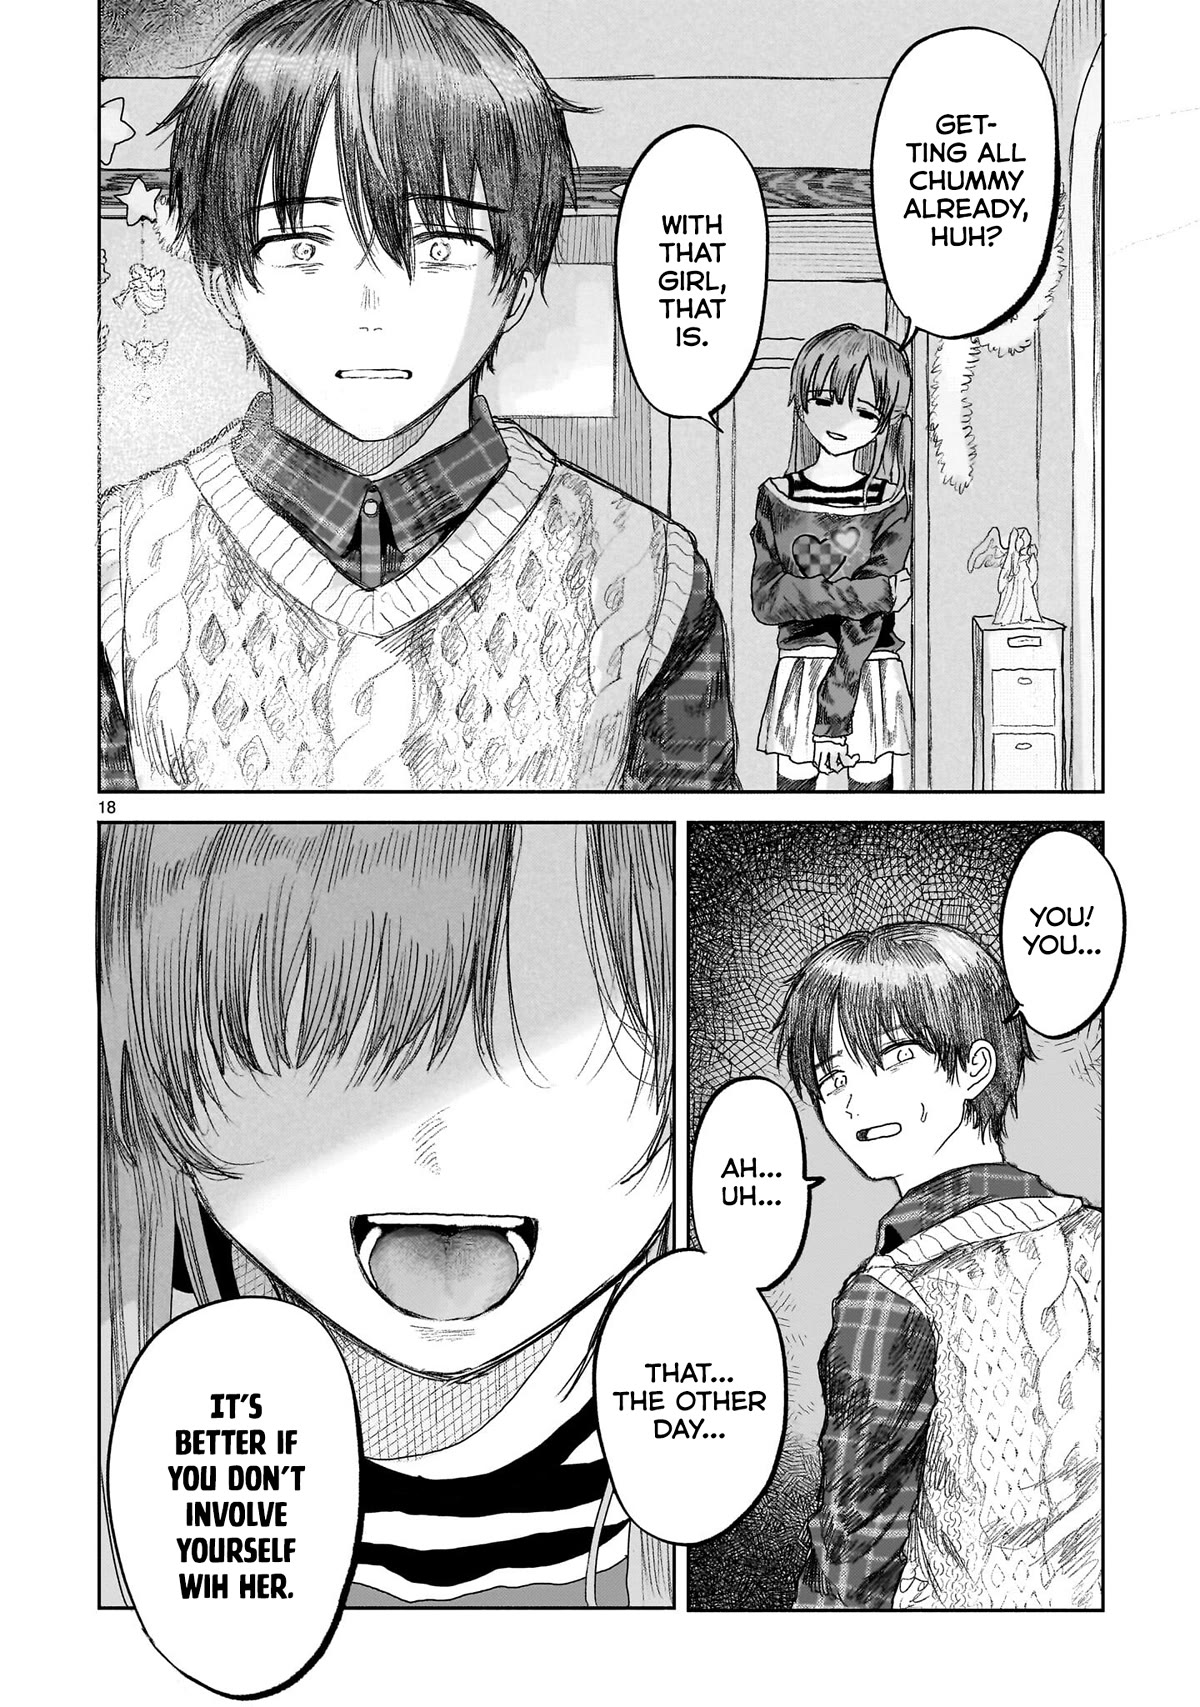 GET-
TING ALL
CHUMMY
ALREADY,
HUH?
WITH
THAT
GIRL,
THAT
IS.
18
YOU!
YOU...
AH...
UH...
THAT...
THE OTHER
DAY...
IT'S
BETTER IF
YOU DON'T
INVOLVE
YOURSELF
WIH HER.